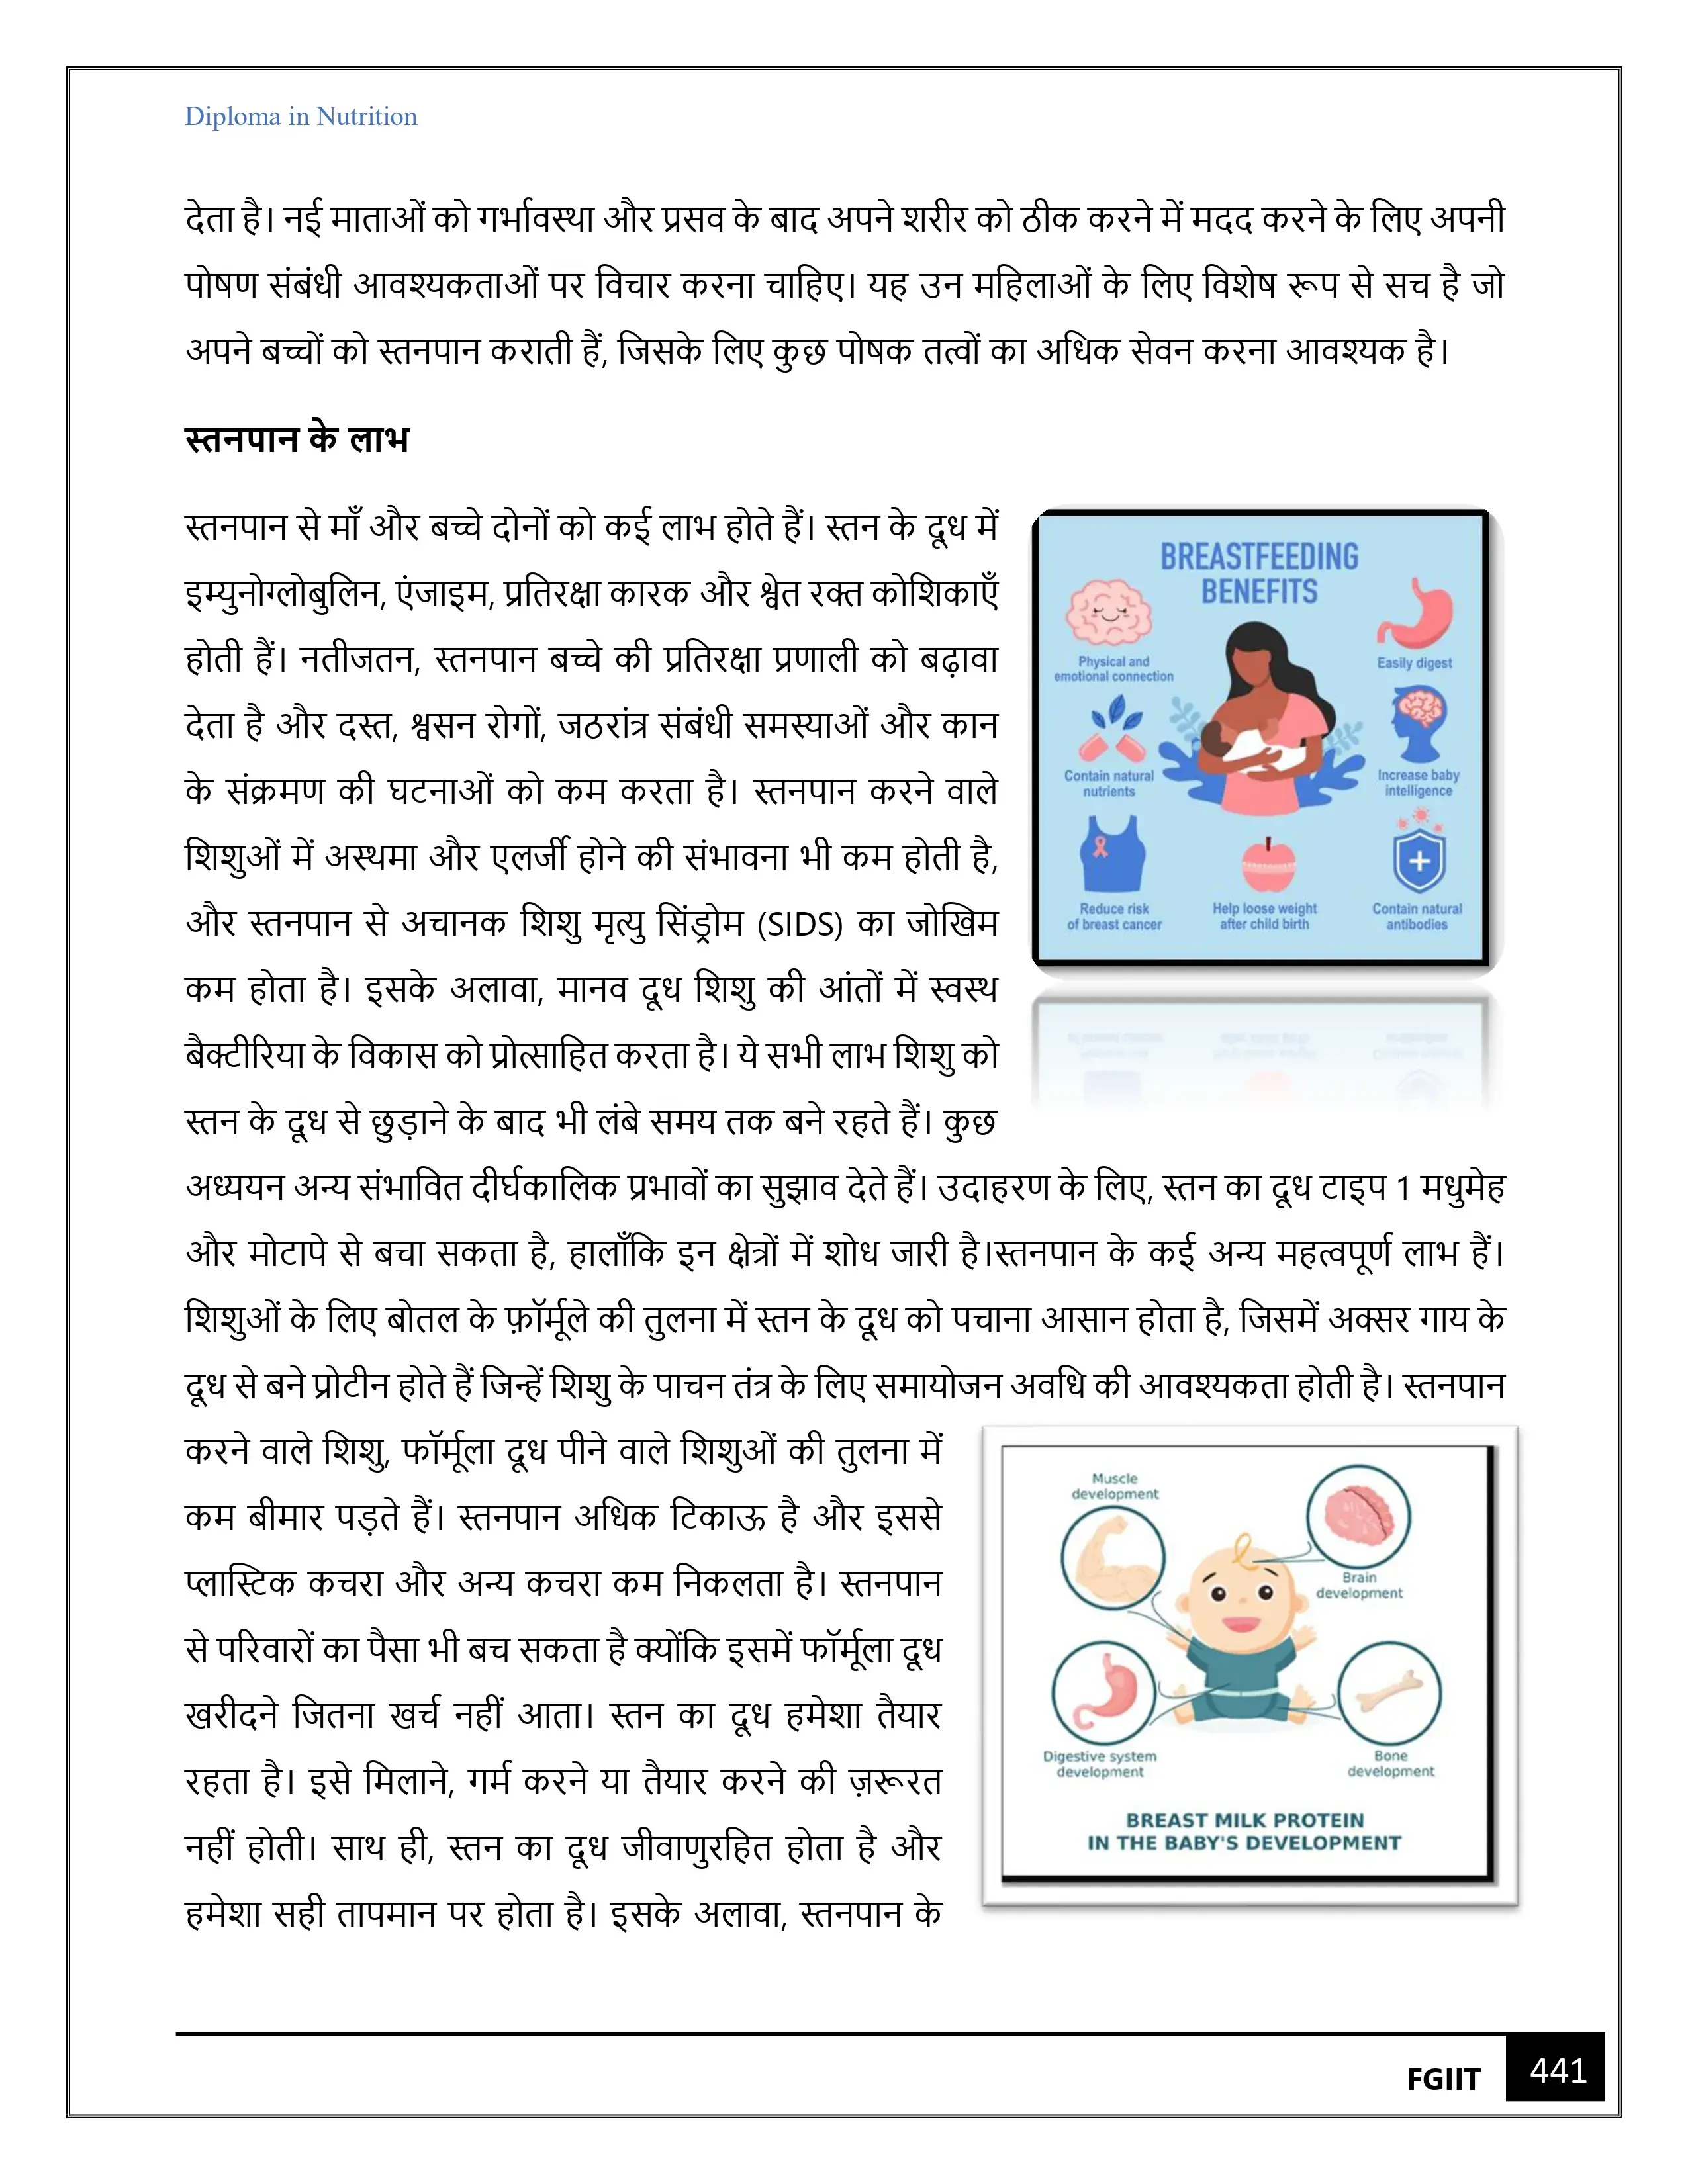 Diploma in Nutrition
देता है। नई माताओं को गर्भावस्था और प्रसव के बाद अपने शरीर को ठीक करने में मदद करने के लिए अपनी
पोषण संबंधी आवश्यकताओं पर विचार करना चाहिए। यह उन महिलाओं के लिए विशेष रूप से सच है जो
अपने बच्चों को स्तनपान कराती हैं, जिसके लिए कुछ पोषक तत्वों का अधिक सेवन करना आवश्यक है।
स्तनपान के लाभ
स्तनपान से माँ और बच्चे दोनों को कई लाभ होते हैं। स्तन के दूध में
इम्युनोग्लोबुलिन, एंजाइम, प्रतिरक्षा कारक और श्वेत रक्त कोशिकाएँ
होती हैं। नतीजतन, स्तनपान बच्चे की प्रतिरक्षा प्रणाली को बढ़ावा
देता है और दस्त, श्वसन रोगों, जठरांत्र संबंधी समस्याओं और कान
के संक्रमण की घटनाओं को कम करता है। स्तनपान करने वाले
शिशुओं में अस्थमा और एलर्जी होने की संभावना भी कम होती है,
और स्तनपान से अचानक शिशु मृत्यु सिंड्रोम (SIDS) का जोखिम
कम होता है। इसके अलावा, मानव दूध शिशु की आंतों में स्वस्थ
बैक्टीरिया के विकास को प्रोत्साहित करता है। ये सभी लाभ शिशु को
स्तन के दूध से छुड़ाने के बाद भी लंबे समय तक बने रहते हैं। कुछ
BREASTFEEDING
BENEFITS
Physical and
emotional connection
Easily digest
Contain natural
nutrients
Increase baby
intelligence
Reduce risk
of breast cancer
Help loose weight
after child birth
Contain natural
antibodies
अध्ययन अन्य संभावित दीर्घकालिक प्रभावों का सुझाव देते हैं। उदाहरण के लिए, स्तन का दूध टाइप 1 मधुमेह
और मोटापे से बचा सकता है, हालाँकि इन क्षेत्रों में शोध जारी है।स्तनपान के कई अन्य महत्वपूर्ण लाभ हैं।
शिशुओं के लिए बोतल के फ़ॉर्मूले की तुलना में स्तन के दूध को पचाना आसान होता है, जिसमें अक्सर गाय के
दूध से बने प्रोटीन होते हैं जिन्हें शिशु के पाचन तंत्र के लिए समायोजन अवधि की आवश्यकता होती है। स्तनपान
करने वाले शिशु, फॉर्मूला दूध पीने वाले शिशुओं की तुलना में
कम बीमार पड़ते हैं। स्तनपान अधिक टिकाऊ है और इससे
प्लास्टिक कचरा और अन्य कचरा कम निकलता है। स्तनपान
से परिवारों का पैसा भी बच सकता है क्योंकि इसमें फॉर्मूला दूध
खरीदने जितना खर्च नहीं आता। स्तन का दूध हमेशा तैयार
रहता है। इसे मिलाने, गर्म करने या तैयार करने की ज़रूरत
नहीं होती। साथ ही, स्तन का दूध जीवाणुरहित होता है और
हमेशा सही तापमान पर होता है। इसके अलावा, स्तनपान के
Muscle
development
Brain
development
Digestive system
development
Bone
development
BREAST MILK PROTEIN
IN THE BABY'S DEVELOPMENT
FGIIT
441